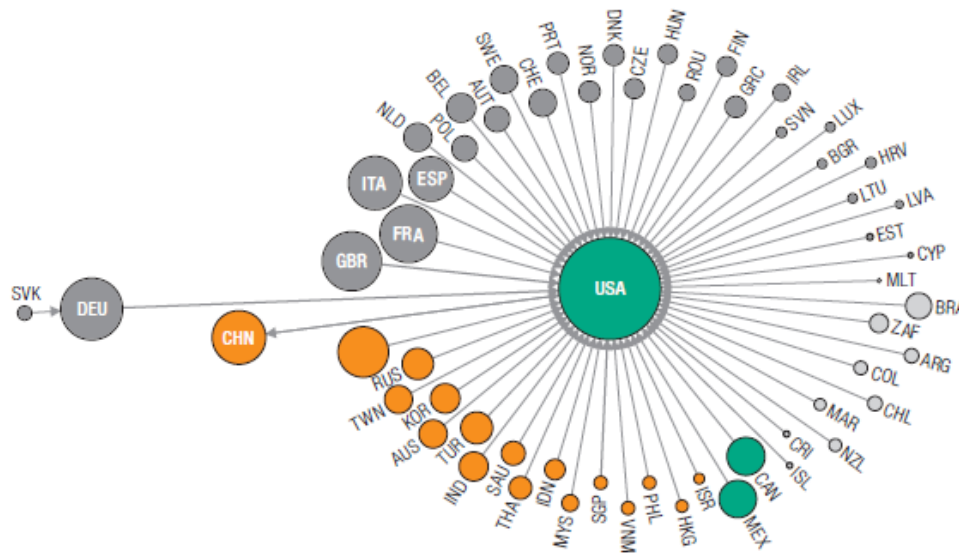 DNK
HUN
PRT
SWE
NOR
CZE
ROU
FIN
CHE
GRC
IRL
BEL
AUT
SVN
LUX
NLD
POL
BGR
HRV
ITA
ESP
LTU
LVA
FRA
EST
GBR
CYP
USA
MLT
SVK
DEU
BRA
ZAF
CHN
ARG
RUS
COL
TWN
KOR
CHL
MAR
AUS
TUR
CRI
NZL
IND
SAU
CAN
ISL
THA
IDN
ISR
MEX
MYS
SGP
VNM
PHL
HKG